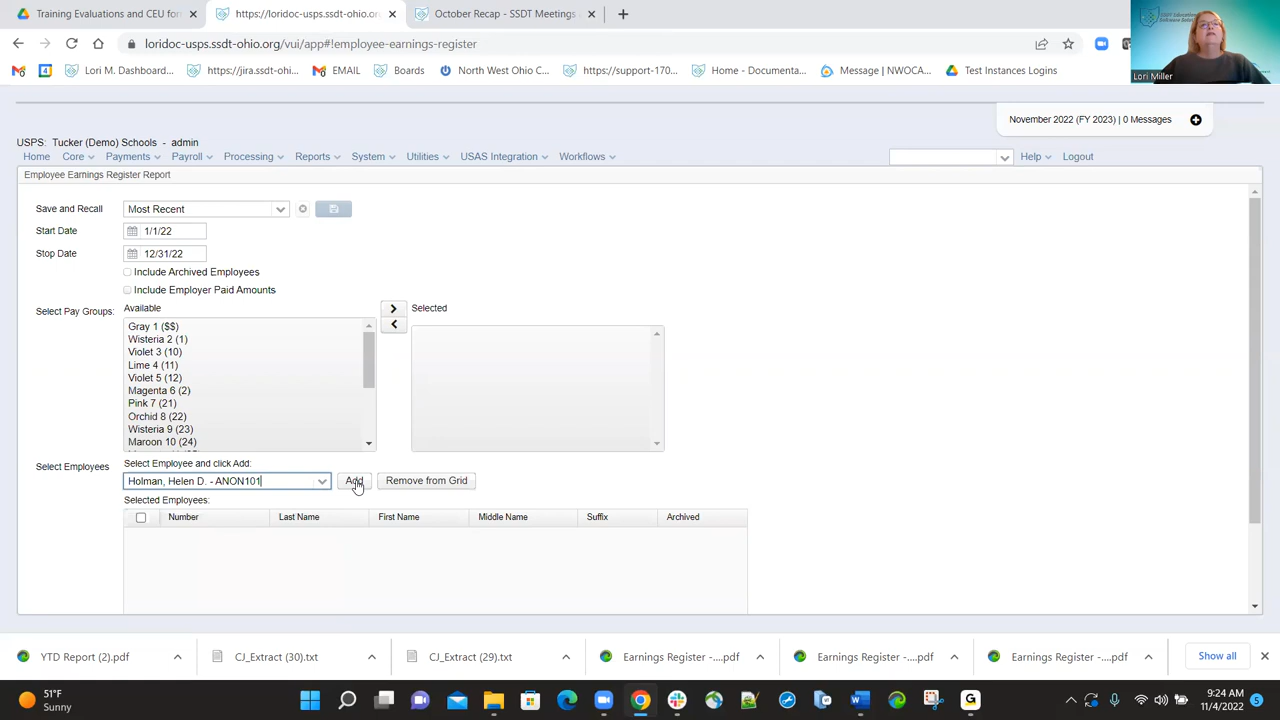 Training Evaluations and CEU for
https://loridoc-usps.ssdt-ohio.or
October Recap - SSDT Meetings
loridoc-usps.ssdt-ohio.org/vui/app#!employee-earnings-register
Lori M. Dashboard...
https://jira.ssdt-ohi...
EMAIL
Boards
North West Ohio C...
https://support-170...
Home - Documenta...
Message | NWOCA...
Test Instances Logins
Lori Miller
November 2022 (FY 2023) | 0 Messages
USPS: Tucker (Demo) Schools - admin
Home Core Payments Payroll Processing Reports System Utilities USAS Integration Workflows Help Logout
Employee Earnings Register Report
Save and Recall Most Recent
Start Date 1/1/22
Stop Date 12/31/22
Include Archived Employees
Include Employer Paid Amounts
Select Pay Groups: Available Selected
Gray 1 ($$)
Wisteria 2 (1)
Violet 3 (10)
Lime 4 (11)
Violet 5 (12)
Magenta 6 (2)
Pink 7 (21)
Orchid 8 (22)
Wisteria 9 (23)
Maroon 10 (24)
Select Employees Select Employee and click Add:
Holman, Helen D. - ANON101 Add Remove from Grid
Selected Employees:
Number Last Name First Name Middle Name Suffix Archived
YTD Report (2).pdf
CJ_Extract (30).txt
CJ_Extract (29).txt
Earnings Register -....pdf
Earnings Register -....pdf
Earnings Register -....pdf
Show all
51°F
Sunny
9:24 AM
11/4/2022